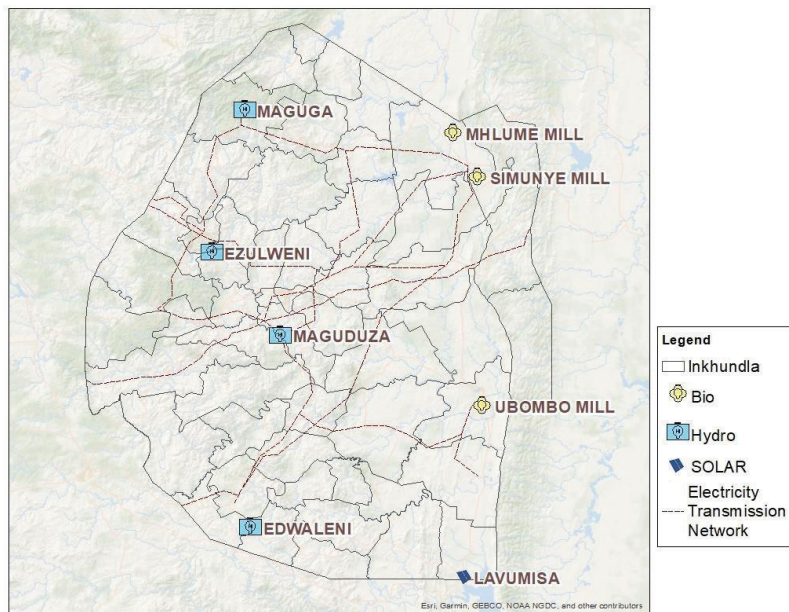 MAGUGA
MHLUME MILL
SIMUNYE MILL
EZULWENI
MAGUDUZA
UBOMBO MILL
EDWALENI
LAVUMISA
Esri, Garmin, GEBCO, NOAA NGDC, and other contributors
Legend
Inkhundla
Bio
Hydro
SOLAR
Electricity
Transmission
Network